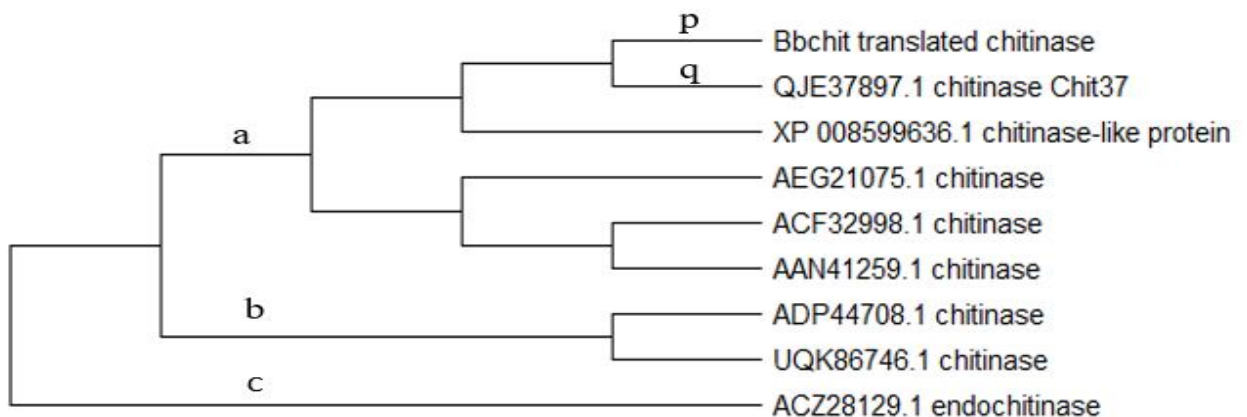 p
Bbchit translated chitinase
q
QJE37897.1 chitinase Chit37
XP 008599636.1 chitinase-like protein
a
AEG21075.1 chitinase
ACF32998.1 chitinase
AAN41259.1 chitinase
b
ADP44708.1 chitinase
UQK86746.1 chitinase
c
ACZ28129.1 endochitinase